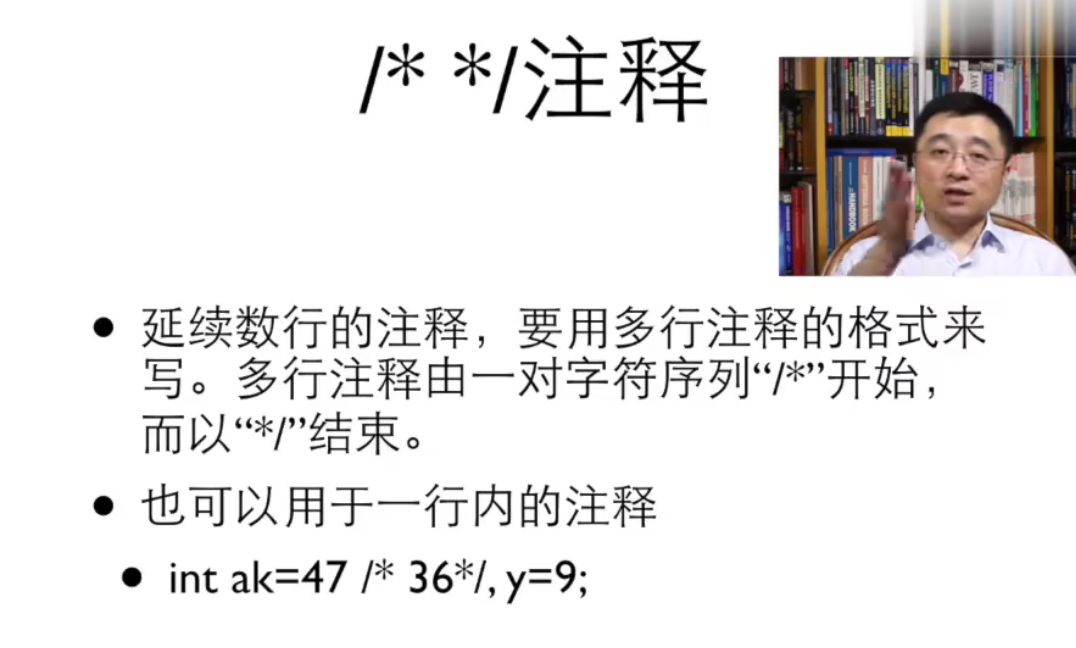 /* */注释
HANDBOOK
延续数行的注释，要用多行注释的格式来
写。多行注释由一对字符序列“/*”开始，
而以“*/”结束。
也可以用于一行内的注释
int ak=47 /* 36*/, y=9;